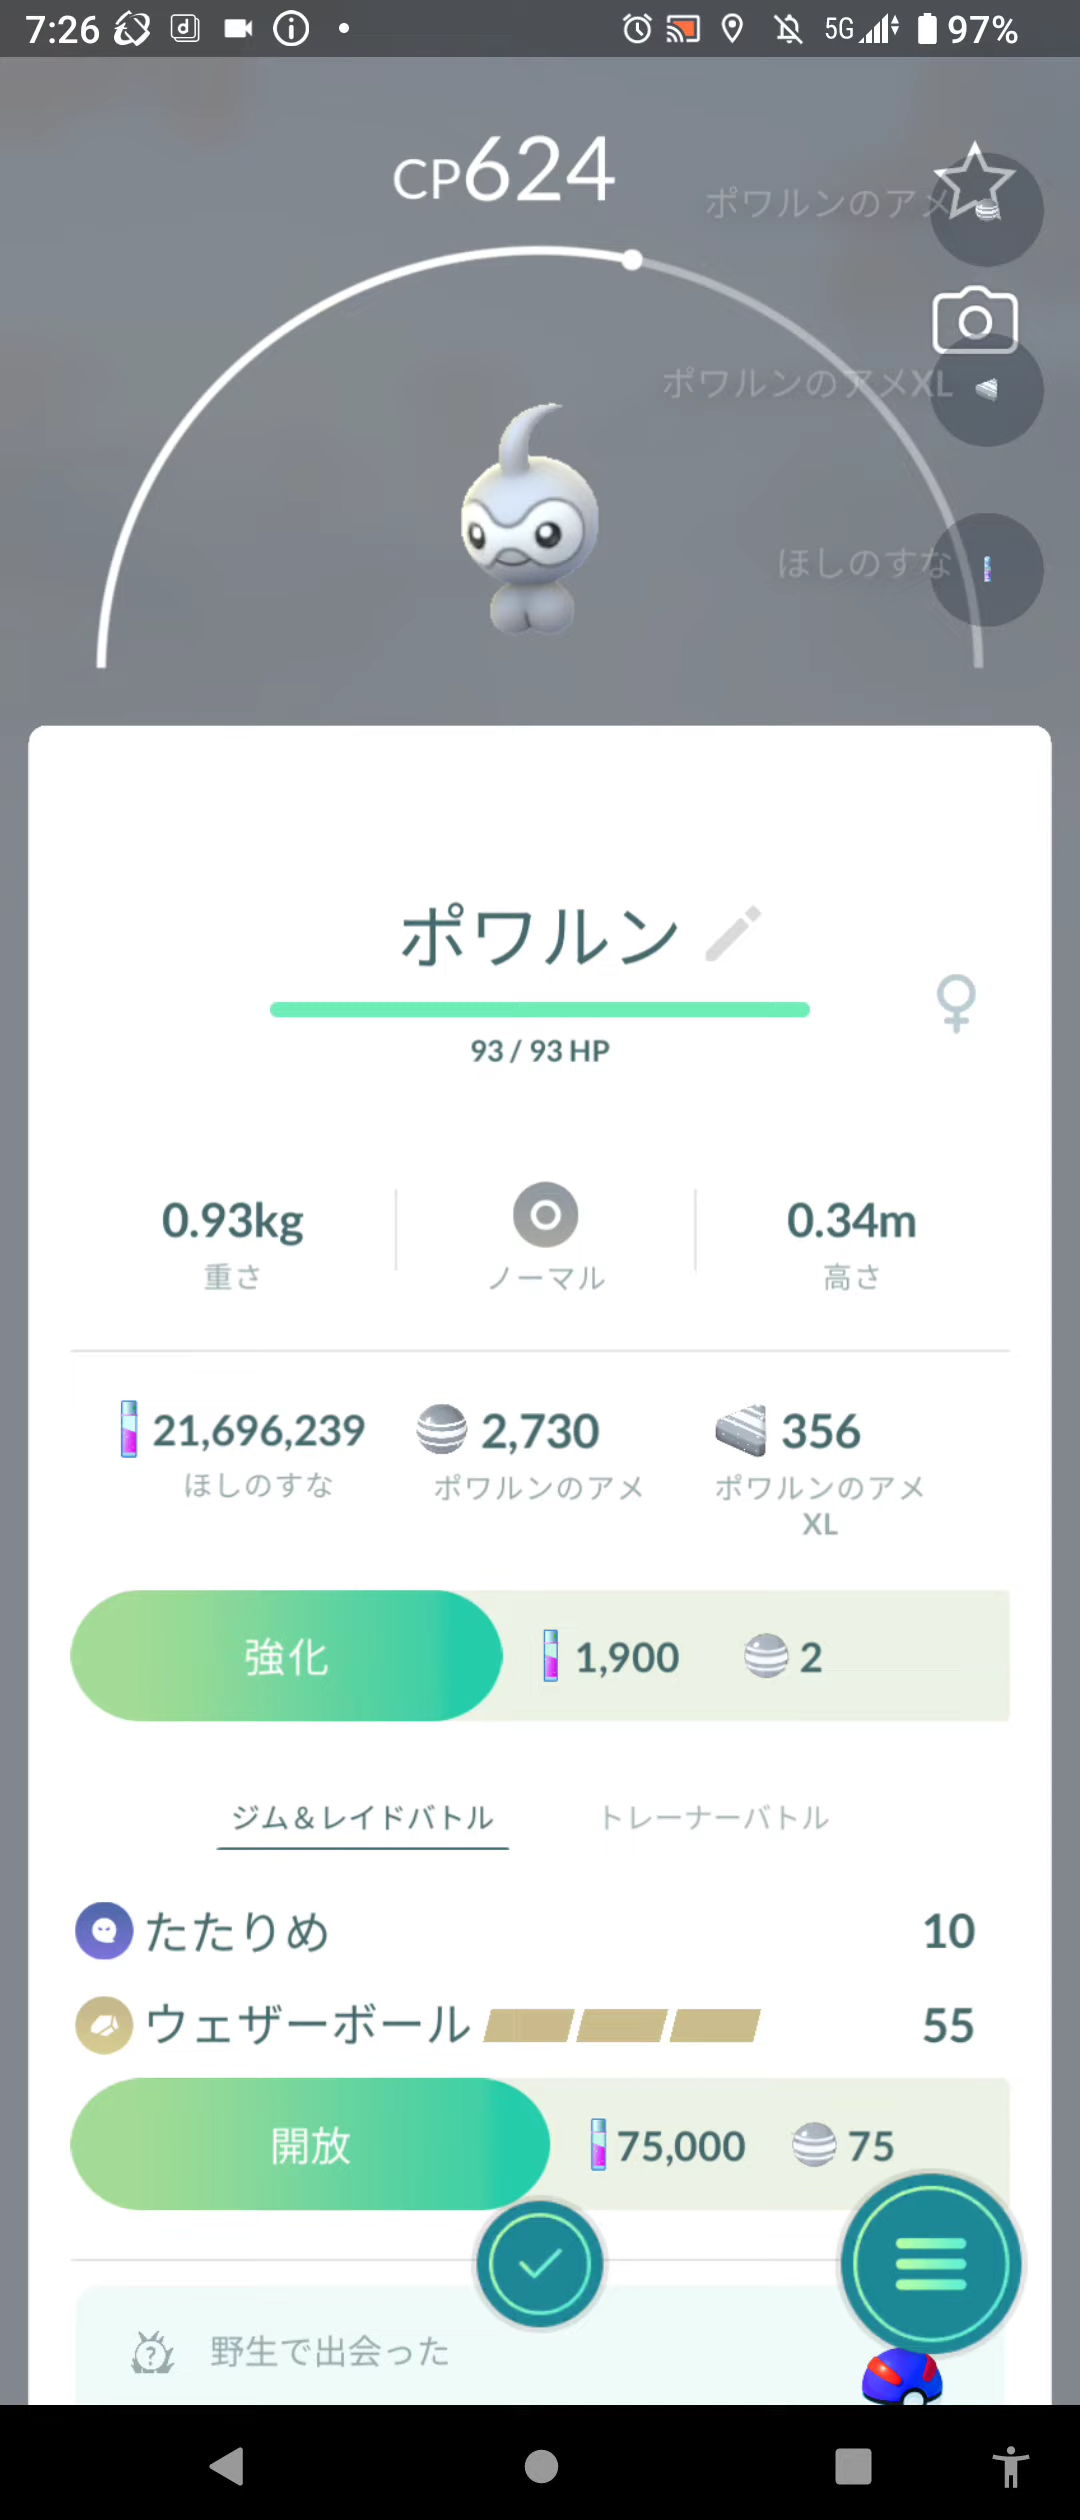 7:26
5G 97%
CP624
ポワルンのアメ
ポワルンのアメXL
ほしのすな
ポワルン
93 / 93 HP
0.93kg
重さ
ノーマル
0.34m
高さ
21,696,239
ほしのすな
2,730
ポワルンのアメ
356
ポワルンのアメ
XL
強化 1,900 2
ジム&レイドバトル トレーナーバトル
たたりめ 10
ウェザーボール 55
開放 75,000 75
野生で出会った